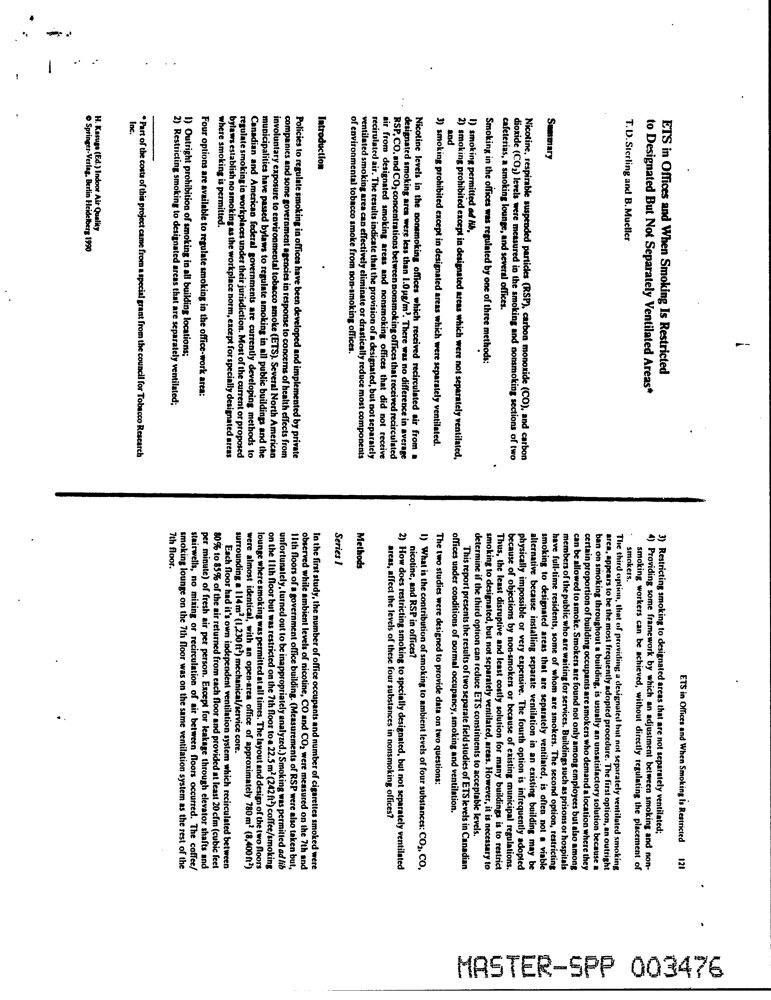 ETS in Offices and When Smoking Is Restricted
to Designated But Not Separately Ventilated Areas*
T. D. Sterling and B. Mueller
Summary
Nicotine, respirable suspended particles (RSP), carbon monoxide (CO), and carbon
dioxide (CO₂) levels were measured in the smoking and nonsmoking sections of two
cafeterias, a smoking lounge, and several offices.
Smoking in the offices was regulated by one of three methods:
1) smoking permitted ad lib,
2) smoking prohibited except in designated areas which were not separately ventilated,
and
3) smoking prohibited except in designated areas which were separately ventilated.
Nicotine levels in the nonsmoking offices which received recirculated air from a
designated smoking area were less than 1.0 µg/m³. There was no difference in average
RSP, CO, and CO₂ concentrations between nonsmoking offices that received recirculated
air from designated smoking areas and nonsmoking offices that did not receive
recirculated air. The results indicate that the provision of a designated, but not separately
ventilated smoking area can effectively eliminate or drastically reduce most components
of environmental tobacco smoke from non-smoking offices.
Introduction
Policies to regulate smoking in offices have been developed and implemented by private
companies and some government agencies in response to concerns of health effects from
involuntary exposure to environmental tobacco smoke (ETS). Several North American
municipalities have passed bylaws to regulate smoking in all public buildings and the
Canadian and American federal governments are currently developing methods to
regulate smoking in workplaces under their jurisdiction. Most of the current or proposed
bylaws establish no smoking as the workplace norm, except for specially designated areas
where smoking is permitted.
Four options are available to regulate smoking in the office-work area:
1) Outright prohibition of smoking in all building locations;
2) Restricting smoking to designated areas that are separately ventilated;
* Part of the costs of this project came from a special grant from the council for Tobacco Research
Inc.
H. Kasuga (Ed.) Indoor Air Quality
© Springer-Verlag, Berlin Heidelberg 1990
ETS in Offices and When Smoking Is Restricted 121
3) Restricting smoking to designated areas that are not separately ventilated;
4) Providing some framework by which an adjustment between smoking and non-
smoking workers can be achieved, without directly regulating the placement of
smokers.
The third option, that of providing a designated but not separately ventilated smoking
area, appears to be the most frequently adopted procedure. The first option, an outright
ban on smoking throughout a building, is usually an unsatisfactory solution because a
certain proportion of building occupants are smokers who demand a location where they
can be allowed to smoke. Smokers are found not only among employees but also among
members of the public who are waiting for services. Buildings such as prisons or hospitals
have full-time residents, some of whom are smokers. The second option, restricting
smoking to designated areas that are separately ventilated, is often not a viable
alternative because installing separate ventilation in an existing building may be
physically impossible or very expensive. The fourth option is infrequently adopted
because of objections by non-smokers or because of existing municipal regulations.
Thus, the least disruptive and least costly solution for many buildings is to restrict
smoking to designated, but not separately ventilated, areas. However, it is necessary to
determine if the third option can reduce ETS constituents to acceptable levels.
This report presents the results of two separate field studies of ETS levels in Canadian
offices under conditions of normal occupancy, smoking and ventilation.
The two studies were designed to provide data on two questions:
1) What is the contribution of smoking to ambient levels of four substances: CO₂, CO,
nicotine, and RSP in offices?
2) How does restricting smoking to specially designated, but not separately ventilated
areas, affect the levels of these four substances in nonsmoking offices?
Methods
Series I
In the first study, the number of office occupants and number of cigarettes smoked were
observed while ambient levels of nicotine, CO and CO₂ were measured on the 7th and
11th floors of a government office building. (Measurements of RSP were also taken but,
unfortunately, turned out to be inappropriately analyzed.) Smoking was permitted ad lib
on the 11th floor but was restricted on the 7th floor to a 22.5 m² (242 ft²) coffee/smoking
lounge where smoking was permitted at all times. The layout and design of the two floors
were almost identical, with an open-area office of approximately 780 m² (8,400 ft²)
surrounding a 114 m² (1,230 ft²) mechanical/service core.
Each floor had it's own independent ventilation system which recirculated between
80% to 85% of the air returned from each floor and provided at least 20 cfm (cubic feet
per minute) of fresh air per person. Except for leakage through elevator shafts and
stairwells, no mixing or recirculation of air between floors occurred. The coffee/
smoking lounge on the 7th floor was on the same ventilation system as the rest of the
7th floor.
MASTER-SPP 003476